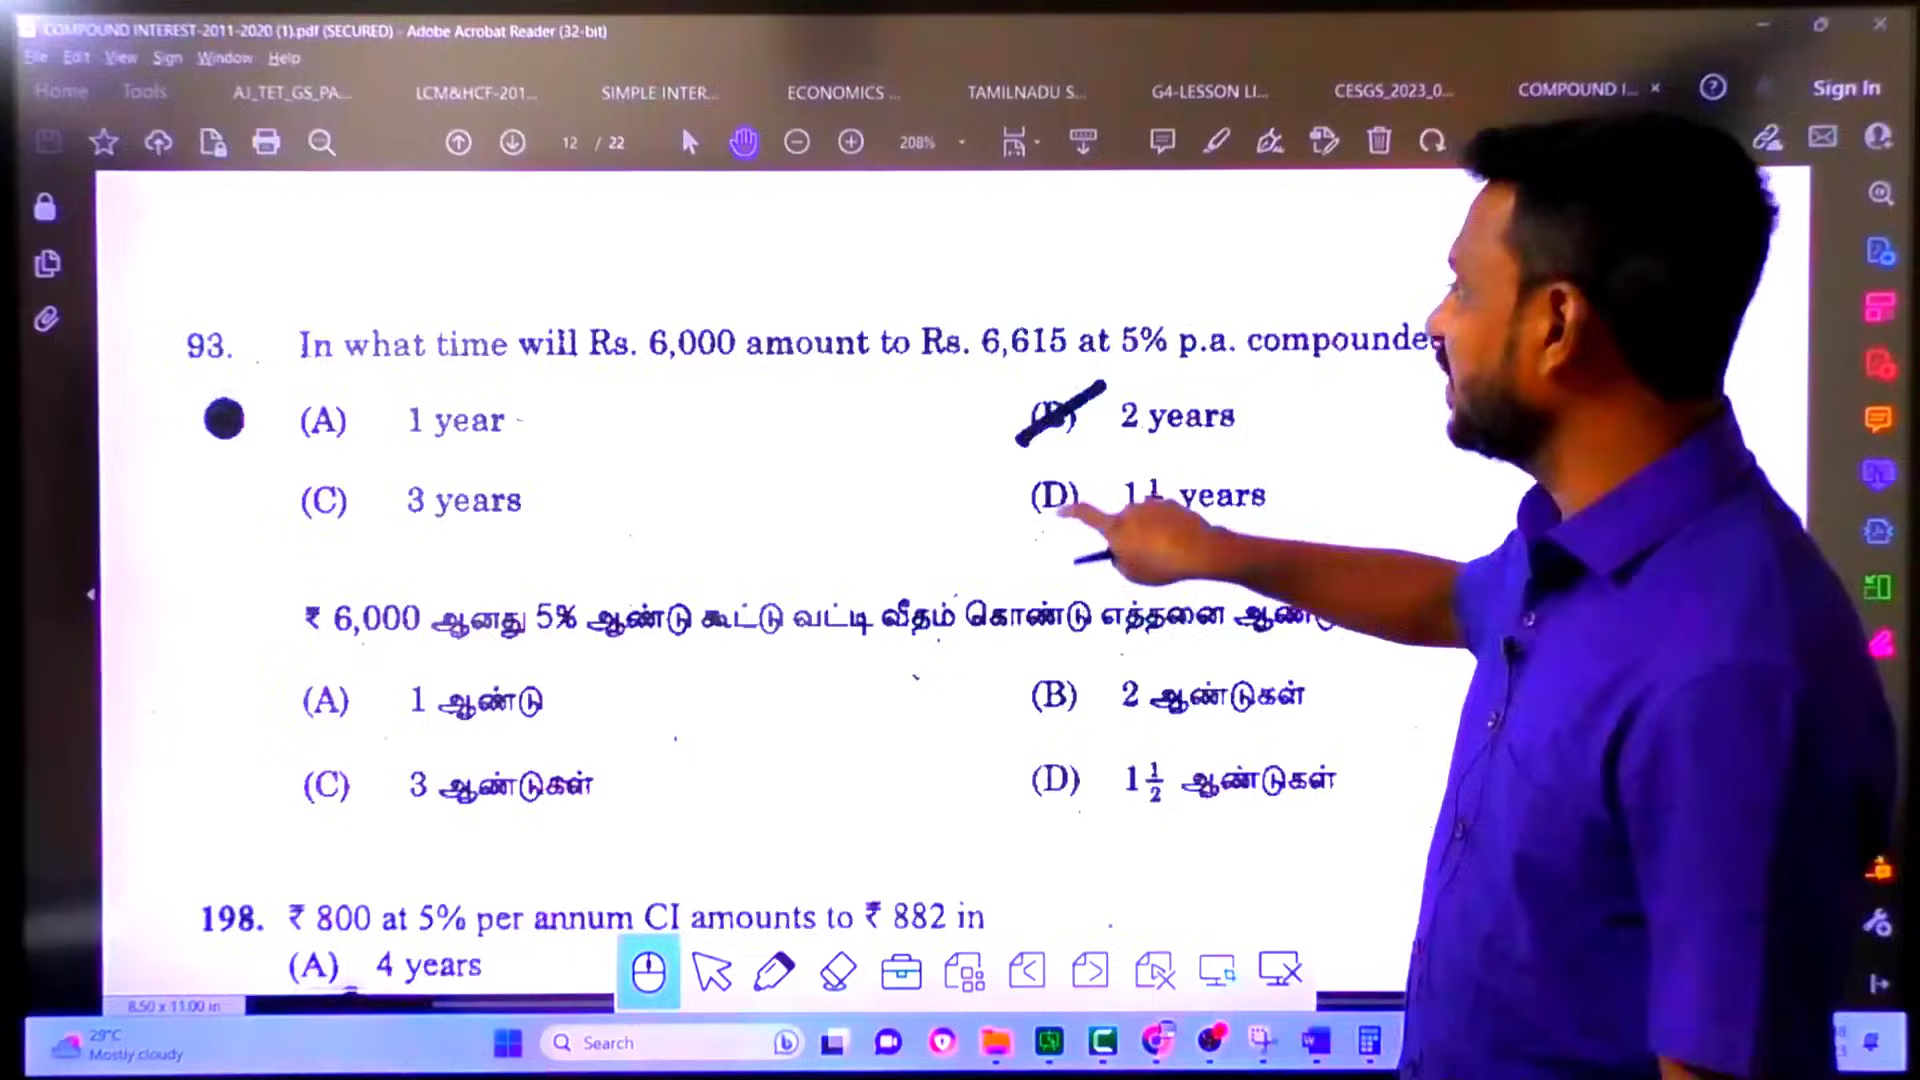 COMPOUND INTEREST-2011-2020 (1).pdf (SECURED) - Adobe Acrobat Reader (32-bit)
File Edit View Sign Window Help
Home Tools AJ_TET_GS_PA... LCM&HCF-201... SIMPLE INTER... ECONOMICS ... TAMILNADU S... G4-LESSON LI... CESGS_2023_0... COMPOUND I... × Sign In
12 / 22 208%
93. In what time will Rs. 6,000 amount to Rs. 6,615 at 5% p.a.
(A) 1 year (B) 2 years
(C) 3 years (D) years
₹ 6,000 ஆனது 5% ஆண்டு கூட்டு வட்டி வீதம் கொண்டு எத்தனை
(A) 1 ஆண்டு (B) 2 ஆண்டுகள்
(C) 3 ஆண்டுகள் (D) 1 1/2 ஆண்டுகள்
198. ₹ 800 at 5% per annum CI amounts to ₹ 882 in
(A) 4 years
8.50 x 11.00 in
29°C
Mostly cloudy
Search